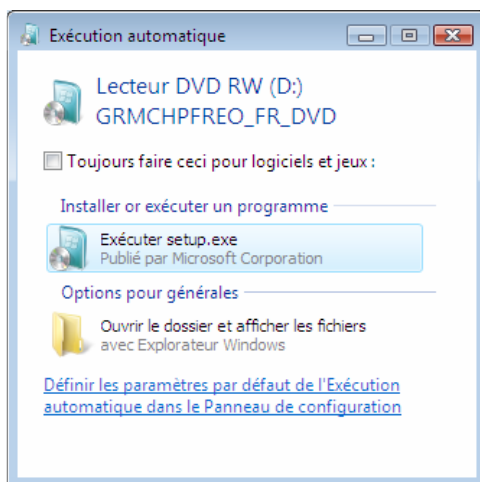 Exécution automatique
Lecteur DVD RW (D:)
GRMCHPFREO_FR_DVD
Toujours faire ceci pour logiciels et jeux :
Installer or exécuter un programme
Exécuter setup.exe
Publié par Microsoft Corporation
Options pour générales
Ouvrir le dossier et afficher les fichiers
avec Explorateur Windows
Définir les paramètres par défaut de l'Exécution
automatique dans le Panneau de configuration